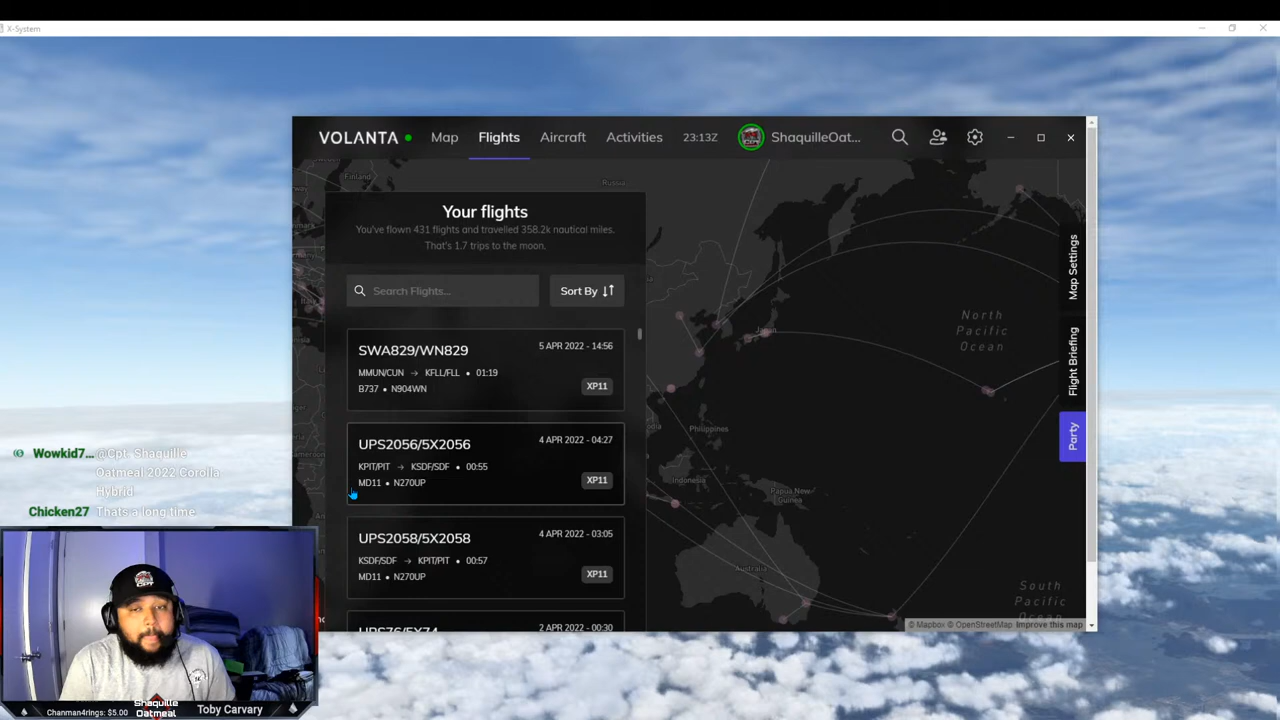 X-System
VOLANTA
Map
Flights
Aircraft
Activities
23:13Z
ShaquilleOat...
Finland
Russia
Your flights
You've flown 431 flights and travelled 358.2k nautical miles.
That's 1.7 trips to the moon.
Search Flights...
Sort By
SWA829/WN829
5 APR 2022 - 14:56
MMUN/CUN → KFLL/FLL • 01:19
B737 • N904WN
XP11
UPS2056/5X2056
4 APR 2022 - 04:27
KPIT/PIT → KSDF/SDF • 00:55
MD11 • N270UP
XP11
UPS2058/5X2058
4 APR 2022 - 03:05
KSDF/SDF → KPIT/PIT • 00:57
MD11 • N270UP
XP11
UPS76/5X74
2 APR 2022 - 00:30
Italy
Japan
North
Pacific
Ocean
Philippines
Indonesia
Papua New
Guinea
Australia
South
Pacific
Ocean
Map Settings
Flight Briefing
Party
© Mapbox © OpenStreetMap Improve this map
Wowkid7... @Cpt. Shaquille
Oatmeal 2022 Corolla
Hybrid
Chicken27 Thats a long time
Chanman4rings: $5.00
Shaquille
Oatmeal
Toby Carvary